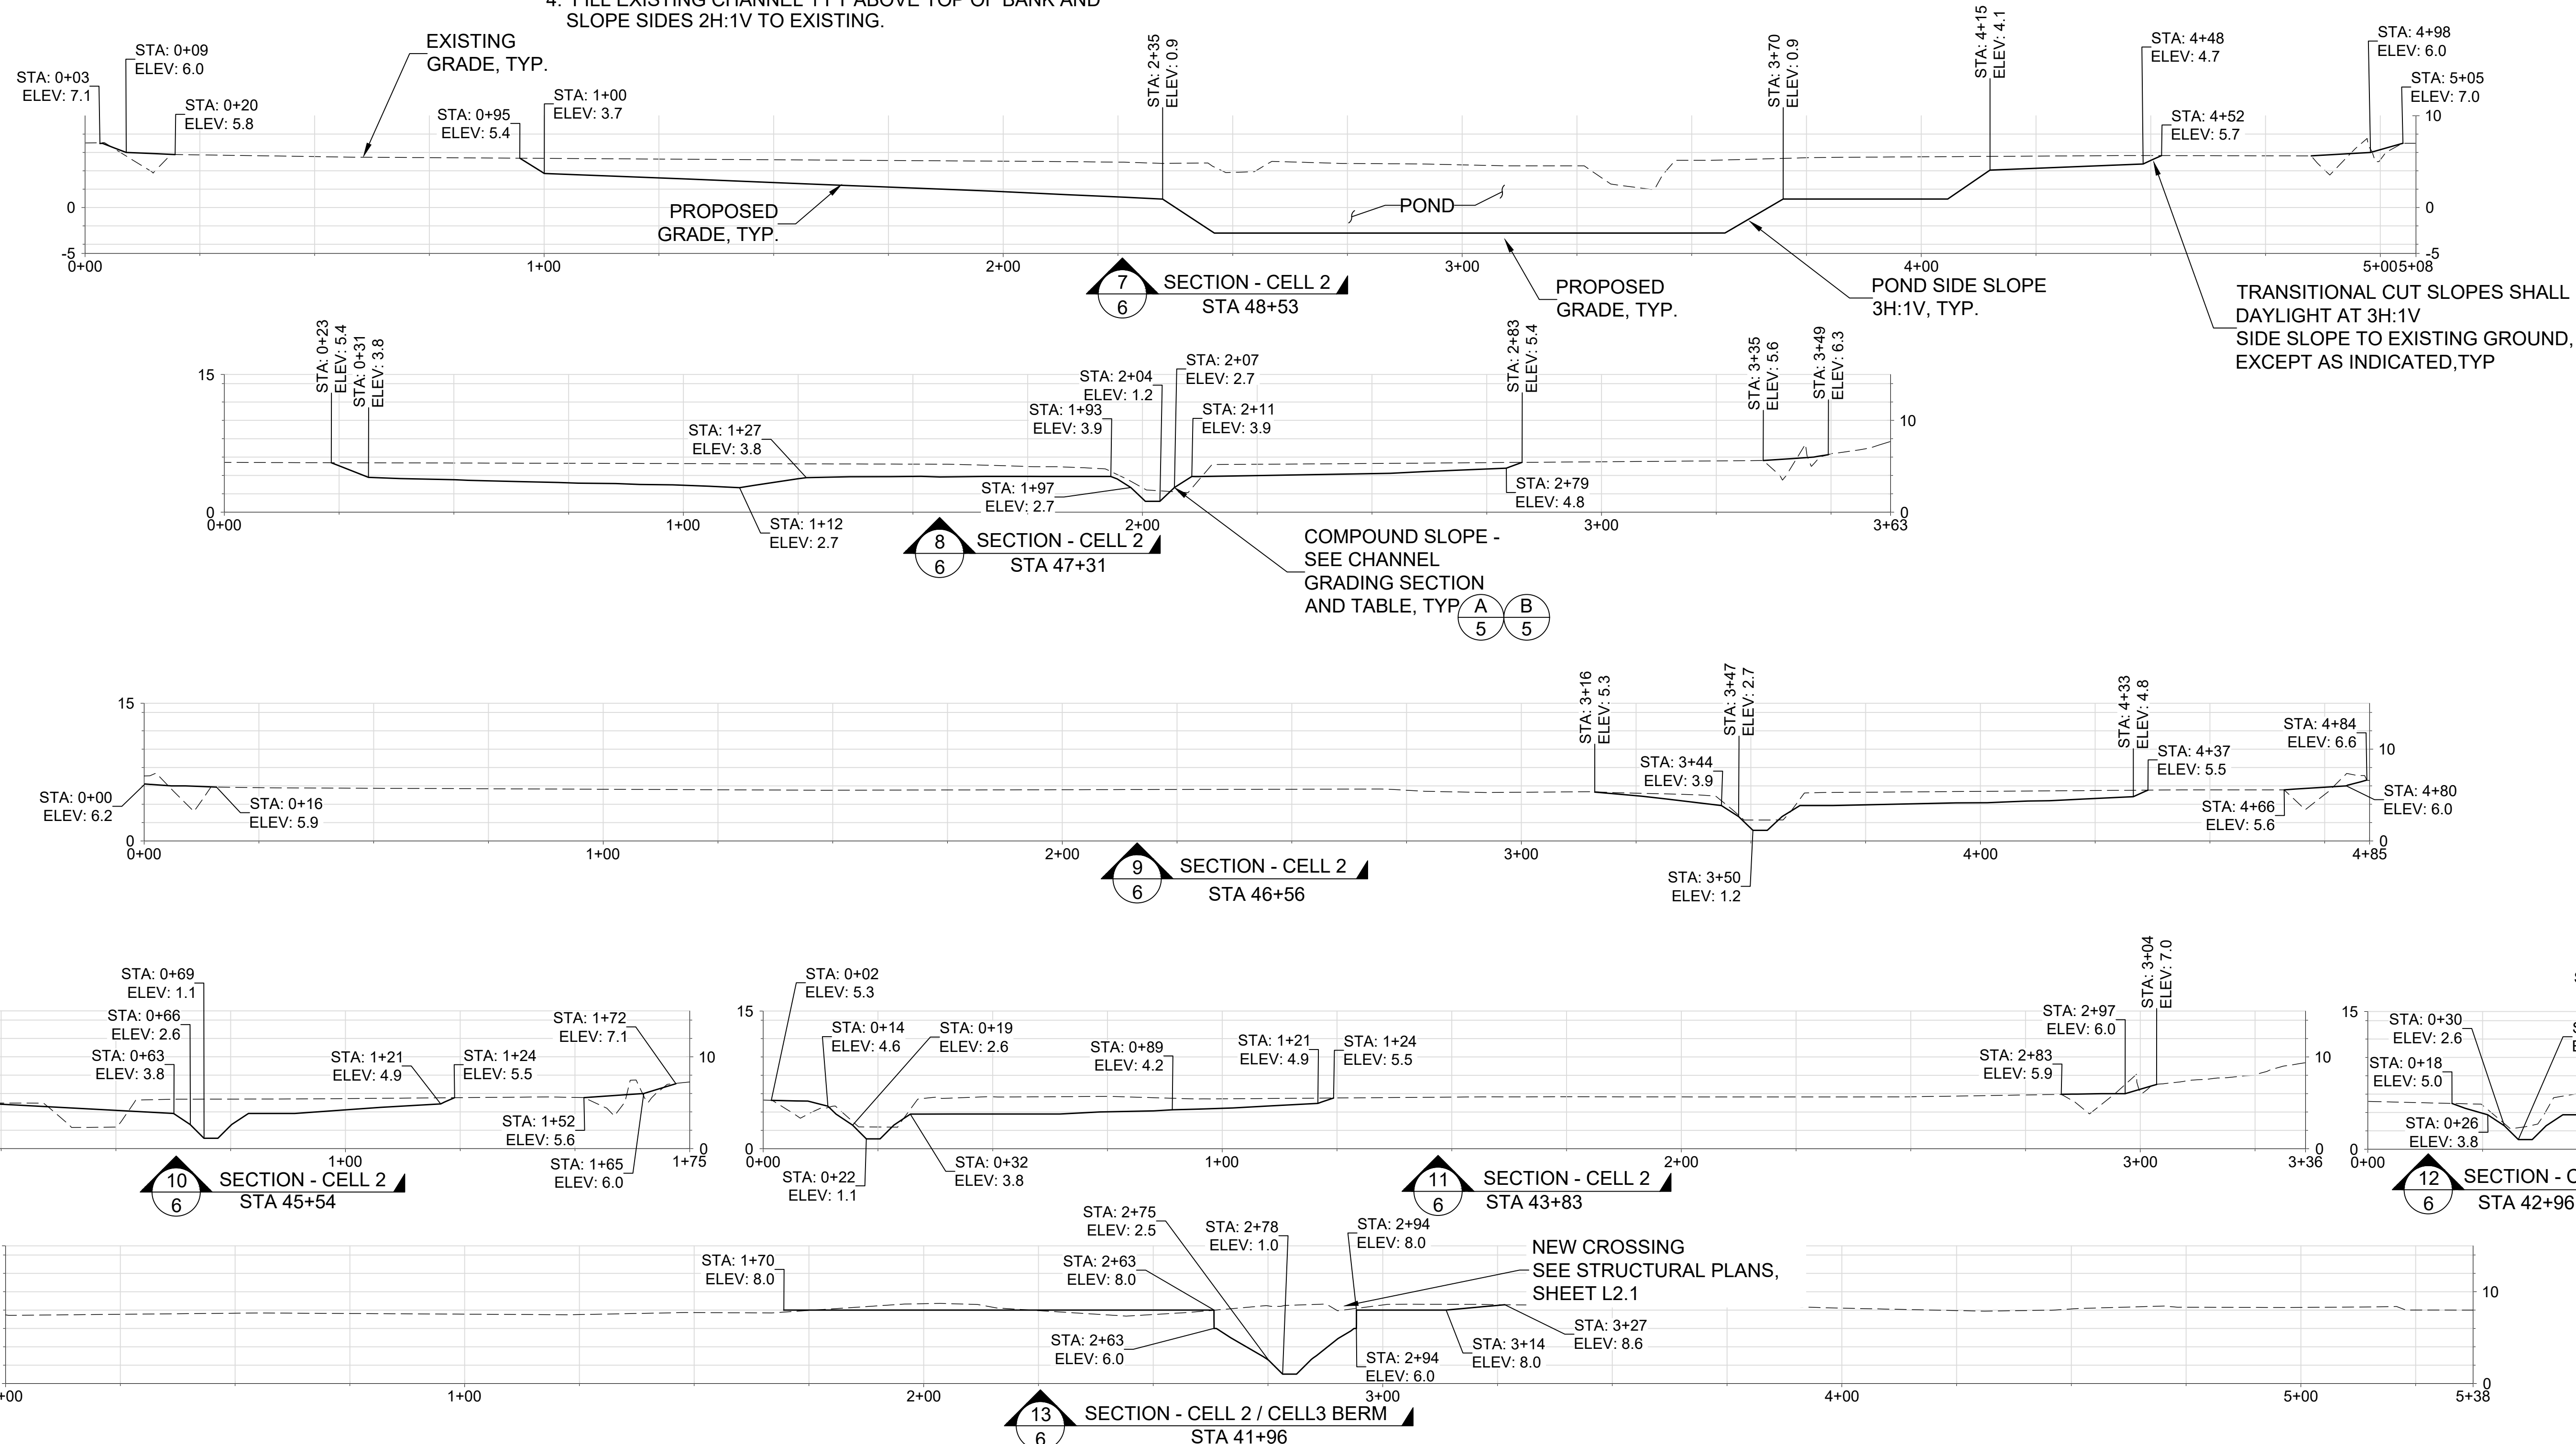 4. FILL EXISTING CHANNEL 1 FT ABOVE TOP OF BANK AND
SLOPE SIDES 2H:1V TO EXISTING.
STA: 0+03
ELEV: 7.1
STA: 0+09
ELEV: 6.0
STA: 0+20
ELEV: 5.8
EXISTING
GRADE, TYP.
STA: 0+95
ELEV: 5.4
STA: 1+00
ELEV: 3.7
STA: 2+35
ELEV: 0.9
STA: 3+70
ELEV: 0.9
STA: 4+15
ELEV: 4.1
STA: 4+48
ELEV: 4.7
STA: 4+52
ELEV: 5.7
STA: 4+98
ELEV: 6.0
STA: 5+05
ELEV: 7.0
10
0
-5
0
-5
PROPOSED
GRADE, TYP.
POND
0+00
1+00
2+00
3+00
4+00
5+00
5+08
7
6
SECTION - CELL 2
STA 48+53
PROPOSED
GRADE, TYP.
POND SIDE SLOPE
3H:1V, TYP.
TRANSITIONAL CUT SLOPES SHALL
DAYLIGHT AT 3H:1V
SIDE SLOPE TO EXISTING GROUND,
EXCEPT AS INDICATED,TYP
STA: 0+23
ELEV: 5.4
STA: 0+31
ELEV: 3.8
STA: 1+27
ELEV: 3.8
STA: 1+93
ELEV: 3.9
STA: 2+04
ELEV: 1.2
STA: 2+07
ELEV: 2.7
STA: 2+11
ELEV: 3.9
STA: 2+83
ELEV: 5.4
STA: 3+35
ELEV: 5.6
STA: 3+49
ELEV: 6.3
15
0
10
0
STA: 1+97
ELEV: 2.7
STA: 2+79
ELEV: 4.8
STA: 1+12
ELEV: 2.7
0+00
1+00
2+00
3+00
3+63
8
6
SECTION - CELL 2
STA 47+31
COMPOUND SLOPE -
SEE CHANNEL
GRADING SECTION
AND TABLE, TYP
A
5
B
5
15
0
STA: 0+00
ELEV: 6.2
STA: 0+16
ELEV: 5.9
STA: 3+16
ELEV: 5.3
STA: 3+44
ELEV: 3.9
STA: 3+47
ELEV: 2.7
STA: 4+33
ELEV: 4.8
STA: 4+37
ELEV: 5.5
STA: 4+84
ELEV: 6.6
STA: 4+66
ELEV: 5.6
STA: 4+80
ELEV: 6.0
10
0
0+00
1+00
2+00
3+00
4+00
4+85
STA: 3+50
ELEV: 1.2
9
6
SECTION - CELL 2
STA 46+56
STA: 0+69
ELEV: 1.1
STA: 0+66
ELEV: 2.6
STA: 0+63
ELEV: 3.8
STA: 1+21
ELEV: 4.9
STA: 1+24
ELEV: 5.5
STA: 1+72
ELEV: 7.1
STA: 1+52
ELEV: 5.6
STA: 1+65
ELEV: 6.0
10
0
1+00
1+75
10
6
SECTION - CELL 2
STA 45+54
STA: 0+02
ELEV: 5.3
STA: 0+14
ELEV: 4.6
STA: 0+19
ELEV: 2.6
STA: 0+89
ELEV: 4.2
STA: 1+21
ELEV: 4.9
STA: 1+24
ELEV: 5.5
STA: 2+83
ELEV: 5.9
STA: 2+97
ELEV: 6.0
STA: 3+04
ELEV: 7.0
15
0
10
0
0+00
1+00
2+00
3+00
3+36
STA: 0+22
ELEV: 1.1
STA: 0+32
ELEV: 3.8
11
6
SECTION - CELL 2
STA 43+83
15
0
STA: 0+30
ELEV: 2.6
STA: 0+18
ELEV: 5.0
STA: 0+26
ELEV: 3.8
0+00
12
6
SECTION - C
STA 42+96
STA: 1+70
ELEV: 8.0
STA: 2+63
ELEV: 8.0
STA: 2+75
ELEV: 2.5
STA: 2+78
ELEV: 1.0
STA: 2+94
ELEV: 8.0
NEW CROSSING
SEE STRUCTURAL PLANS,
SHEET L2.1
STA: 2+63
ELEV: 6.0
STA: 2+94
ELEV: 6.0
STA: 3+14
ELEV: 8.0
STA: 3+27
ELEV: 8.6
10
0
+00
1+00
2+00
3+00
4+00
5+00
5+38
13
6
SECTION - CELL 2 / CELL3 BERM
STA 41+96